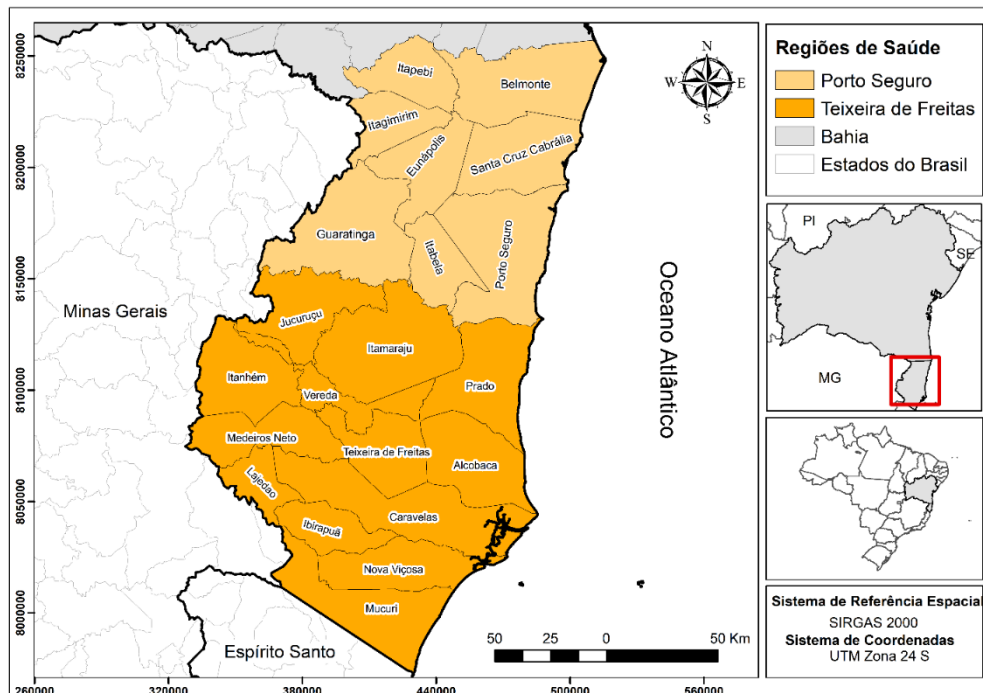 8250000
8200000
8150000
8100000
8050000
8000000
260000
320000
380000
440000
500000
560000
Itapebi
Belmonte
Itagimirim
Eunápolis
Santa Cruz Cabrália
Guaratinga
Itabela
Porto Seguro
Minas Gerais
Jucuruçu
Itamaraju
Itanhém
Vereda
Prado
Medeiros Neto
Teixeira de Freitas
Alcobaca
Lajedao
Ibirapuã
Caravelas
Nova Viçosa
Mucuri
Espírito Santo
Oceano Atlântico
N
W
E
S
50
25
0
50 Km
Regiões de Saúde
Porto Seguro
Teixeira de Freitas
Bahia
Estados do Brasil
PI
SE
MG
Sistema de Referência Espacial
SIRGAS 2000
Sistema de Coordenadas
UTM Zona 24 S